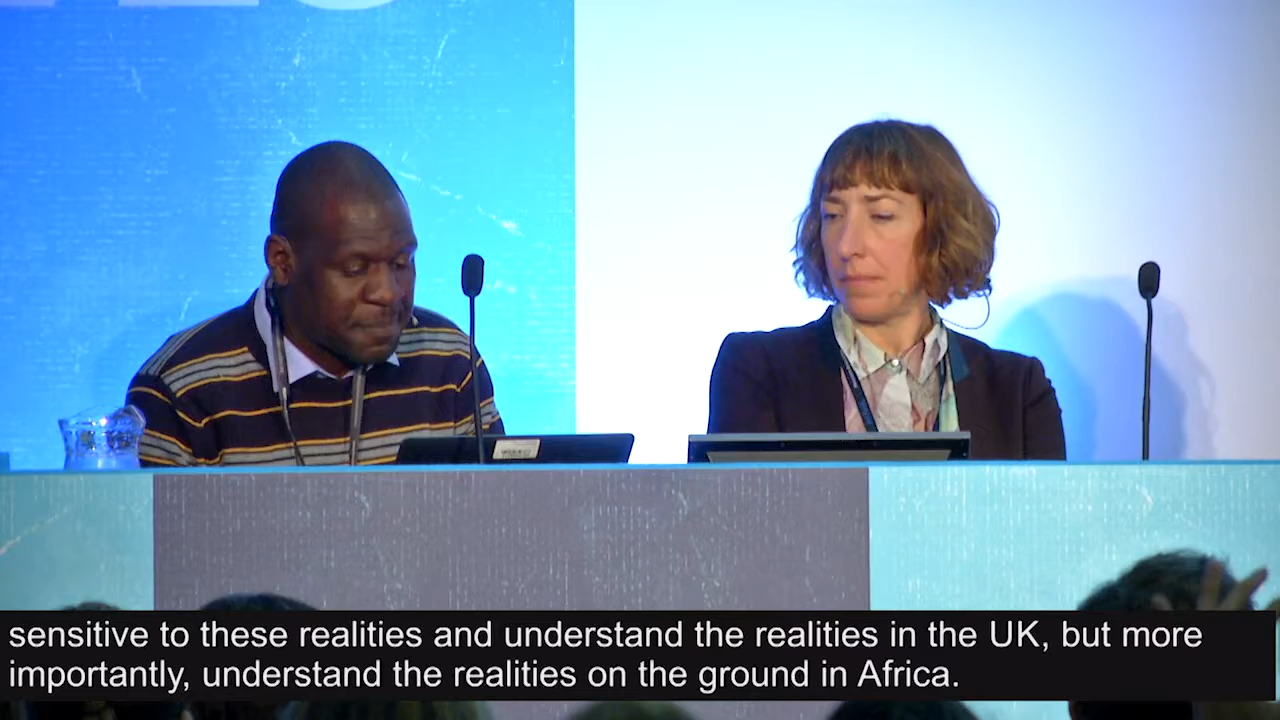 sensitive to these realities and understand the realities in the UK, but more
importantly, understand the realities on the ground in Africa.